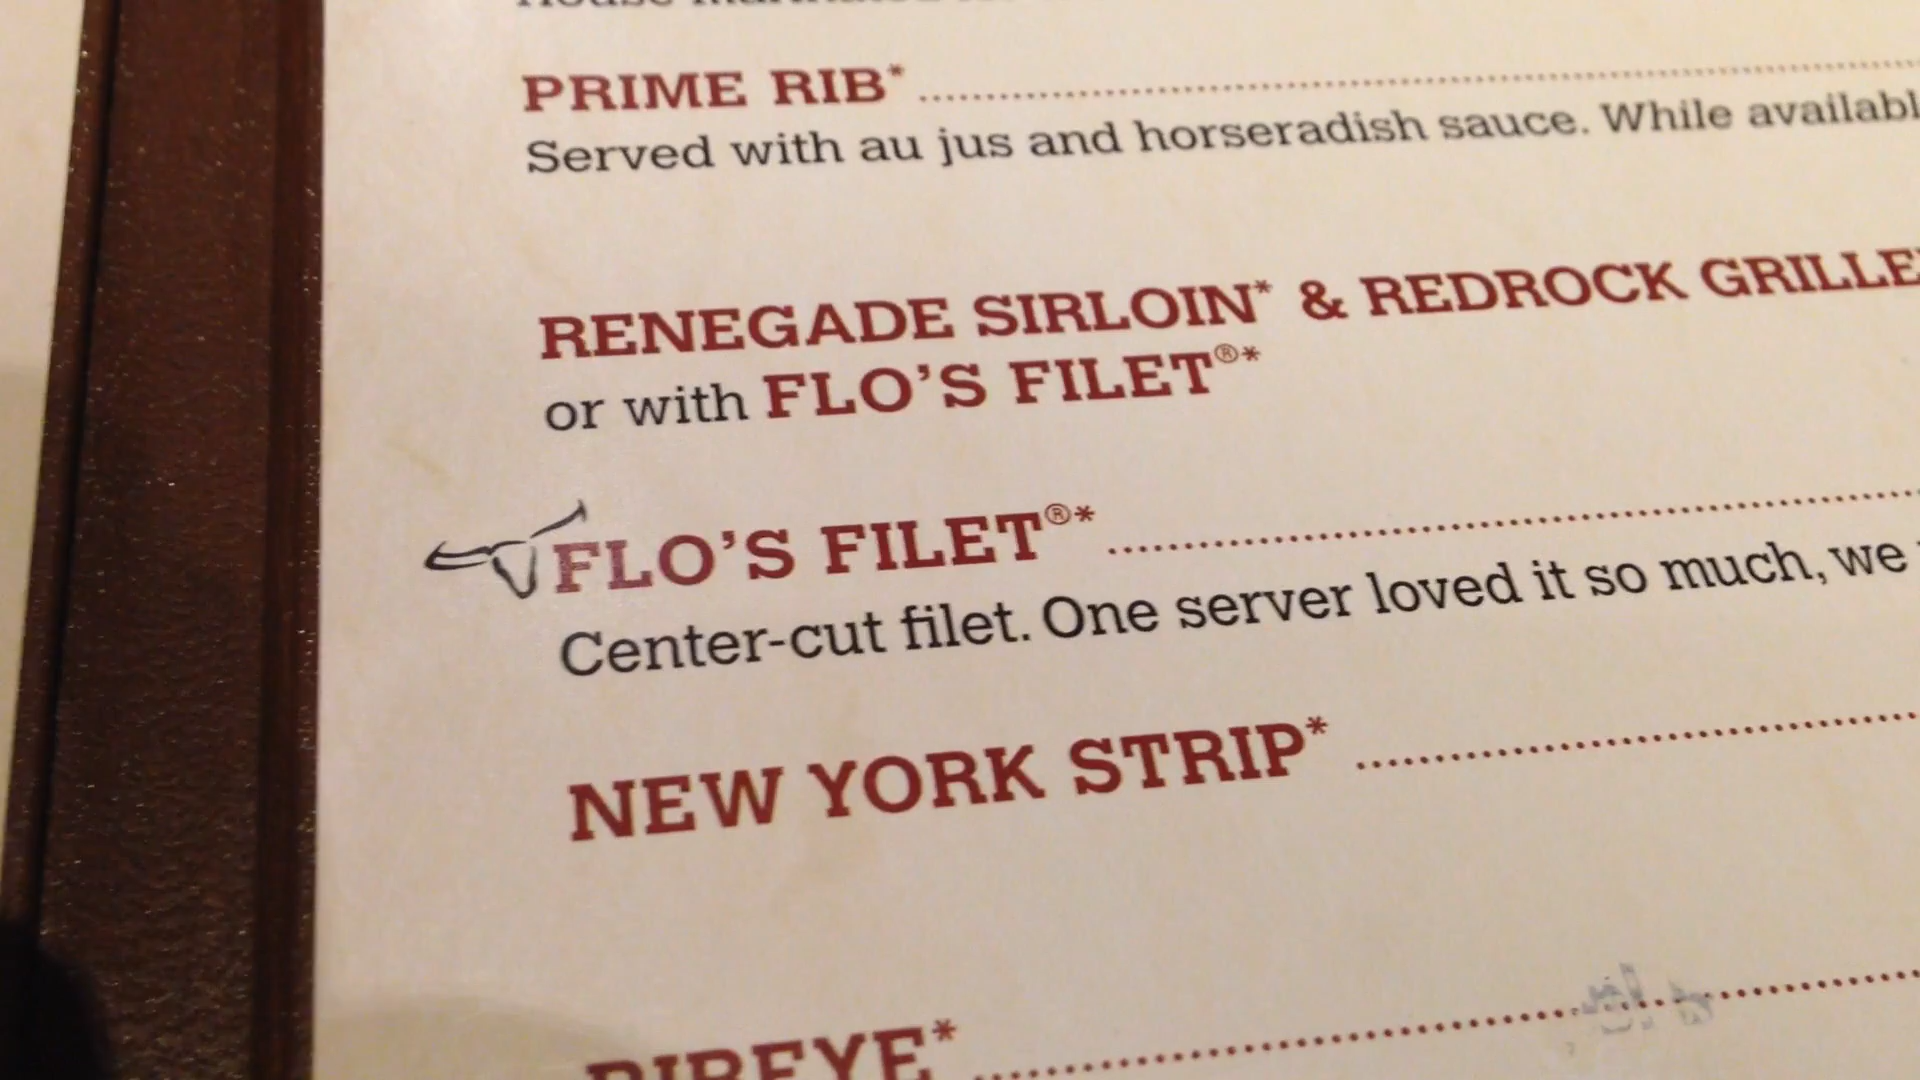 PRIME RIB*
Served with au jus and horseradish sauce. While availabl
RENEGADE SIRLOIN* & REDROCK GRILLE
or with FLO'S FILET®*
FLO'S FILET®*
Center-cut filet. One server loved it so much, we
NEW YORK STRIP*
RIBEYE*